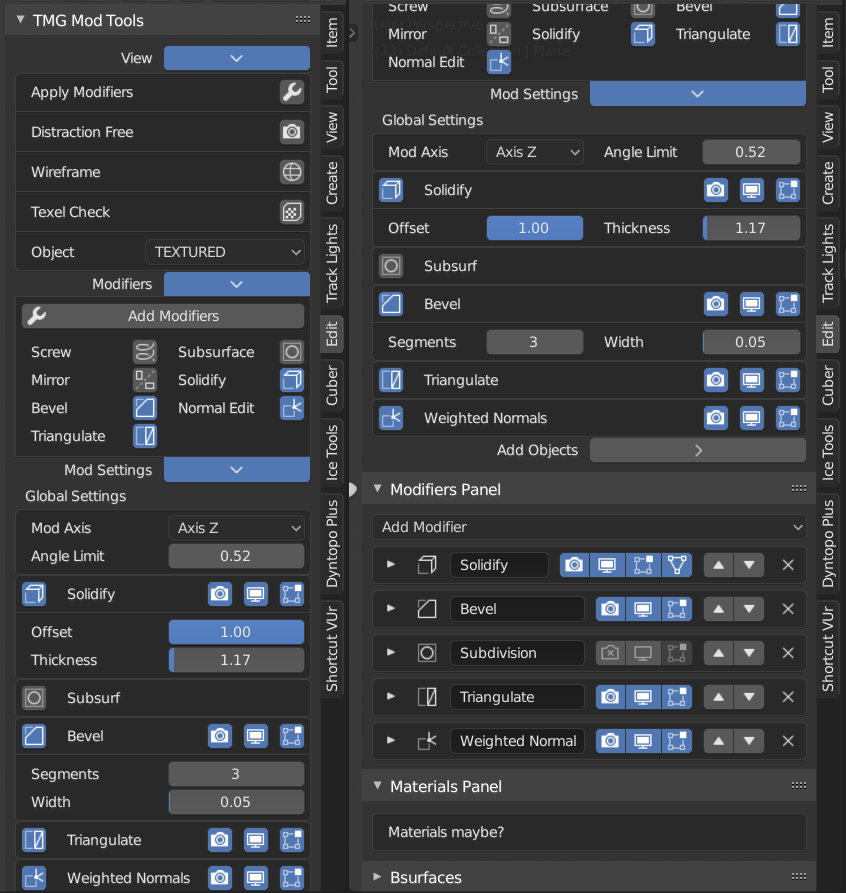 TMG Mod Tools
View
Apply Modifiers
Distraction Free
Wireframe
Texel Check
Object TEXTURED
Modifiers
Add Modifiers
Screw Subsurface
Mirror Solidify
Bevel Normal Edit
Triangulate
Mod Settings
Global Settings
Mod Axis Axis Z
Angle Limit 0.52
Solidify
Offset 1.00
Thickness 1.17
Subsurf
Bevel
Segments 3
Width 0.05
Triangulate
Weighted Normals
Item
Tool
View
Create
Track Lights
Edit
Cuber
Ice Tools
Dyntopo Plus
Shortcut VUr
Screw Subsurface Bevel
Mirror Solidify Triangulate
Normal Edit
Mod Settings
Global Settings
Mod Axis Axis Z Angle Limit 0.52
Solidify
Offset 1.00 Thickness 1.17
Subsurf
Bevel
Segments 3 Width 0.05
Triangulate
Weighted Normals
Add Objects
Modifiers Panel
Add Modifier
Solidify
Bevel
Subdivision
Triangulate
Weighted Normal
Materials Panel
Materials maybe?
Bsurfaces
Item
Tool
View
Create
Track Lights
Edit
Cuber
Ice Tools
Dyntopo Plus
Shortcut VUr